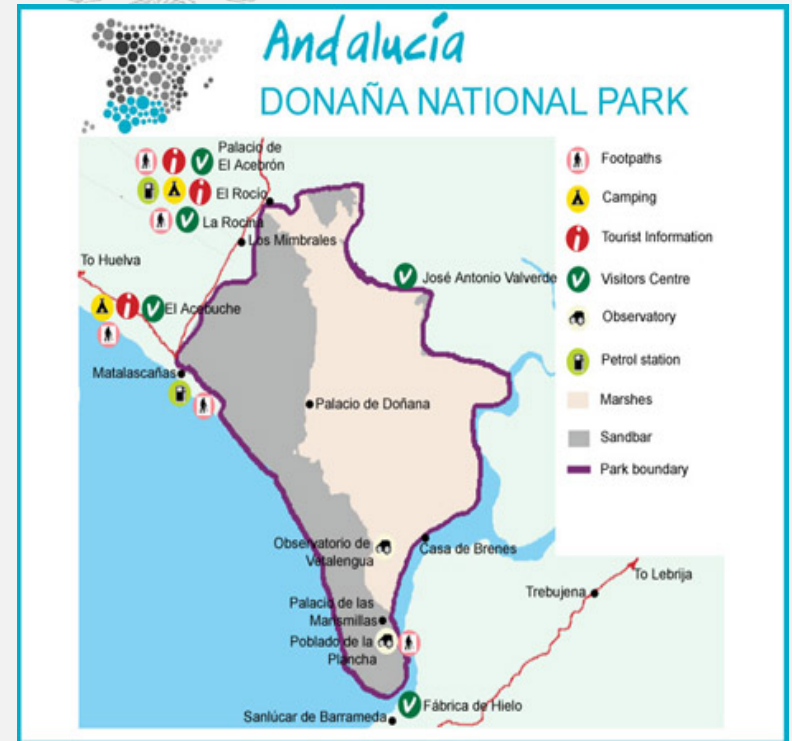 Andalucía
DONAÑA NATIONAL PARK
Palacio de
El Acebrón
El Rocío
La Rocina
Los Mimbrales
To Huelva
El Acebuche
José Antonio Valverde
Matalascañas
Palacio de Doñana
Observatorio de
Vetalengua
Casa de Brenes
Palacio de las
Marismillas
Poblado de la
Plancha
Trebujena
To Lebrija
Fábrica de Hielo
Sanlúcar de Barrameda
Footpaths
Camping
Tourist Information
Visitors Centre
Observatory
Petrol station
Marshes
Sandbar
Park boundary